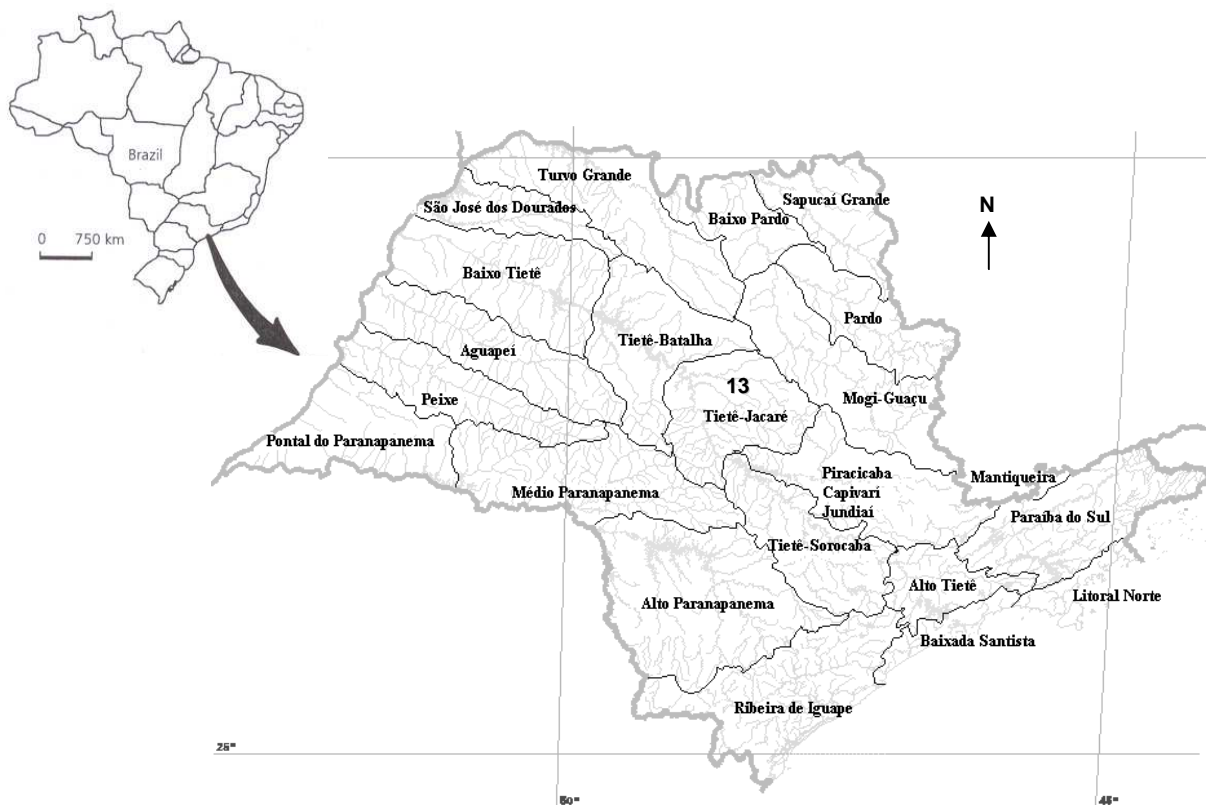 Brazil
0 750 km
N
Turvo Grande
Sapucaí Grande
São José dos Dourados
Baixo Pardo
Baixo Tietê
Pardo
Tietê-Batalha
Aguapeí
13
Peixe
Mogi-Guaçu
Tietê-Jacaré
Pontal do Paranapanema
Piracicaba
Capivarí
Jundiaí
Mantiqueira
Médio Paranapanema
Paraíba do Sul
Tietê-Sorocaba
Alto Tietê
Litoral Norte
Alto Paranapanema
Baixada Santista
Ribeira de Iguape
25°
50°
45°